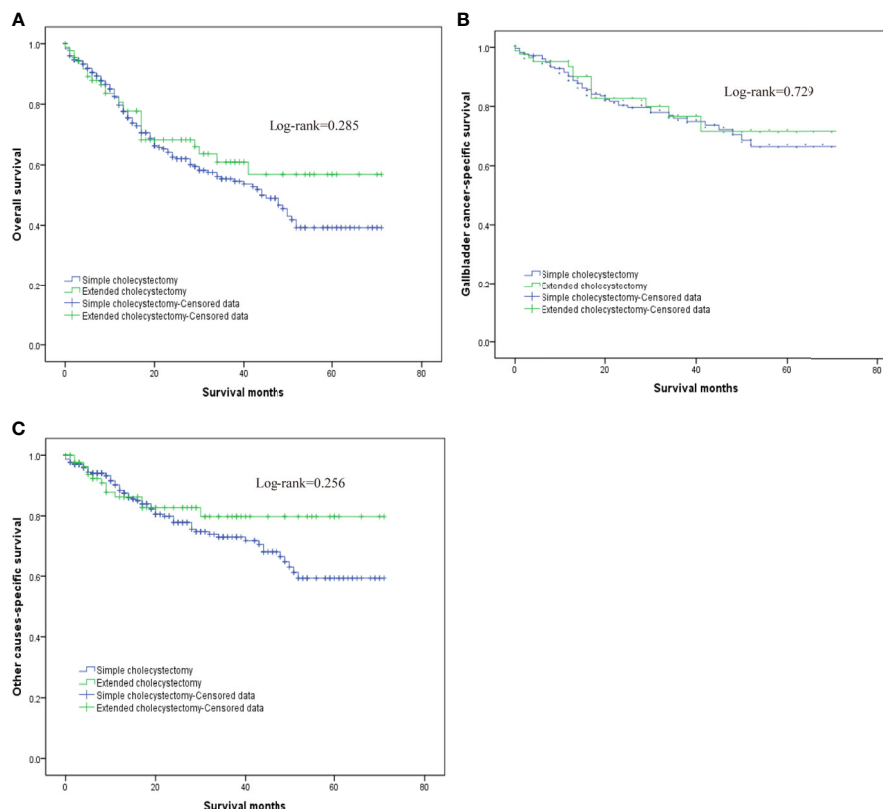 A
Overall survival
1.0
0.8
0.6
0.4
0.2
0.0
Log-rank=0.285
Simple cholecystectomy
Extended cholecystectomy
Simple cholecystectomy-Censored data
Extended cholecystectomy-Censored data
0 20 40 60 80
Survival months
B
Gallbladder cancer-specific survival
1.0
0.8
0.6
0.4
0.2
0.0
Log-rank=0.729
Simple cholecystectomy
Extended cholecystectomy
Simple cholecystectomy-Censored data
Extended cholecystectomy-Censored data
0 20 40 60 80
Survival months
C
Other causes-specific survival
1.0
0.8
0.6
0.4
0.2
0.0
Log-rank=0.256
Simple cholecystectomy
Extended cholecystectomy
Simple cholecystectomy-Censored data
Extended cholecystectomy-Censored data
0 20 40 60 80
Survival months